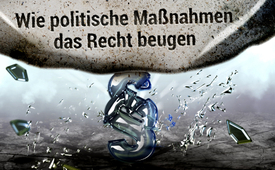 Wie politische Maßnahmen
das Recht beugen
§